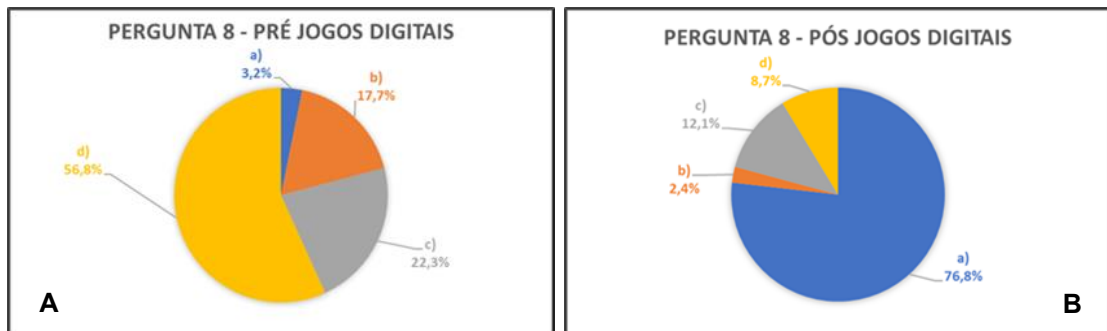 PERGUNTA 8 - PRÉ JOGOS DIGITAIS
a)
3,2%
b)
17,7%
d)
56,8%
c)
22,3%
A
PERGUNTA 8 - PÓS JOGOS DIGITAIS
d)
8,7%
c)
12,1%
b)
2,4%
a)
76,8%
B